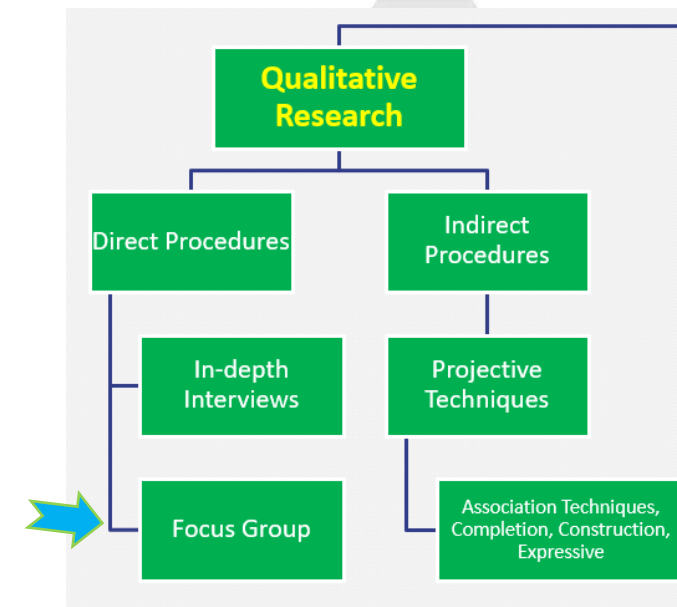 Qualitative
Research
Direct Procedures
Indirect
Procedures
In-depth
Interviews
Projective
Techniques
Focus Group
Association Techniques,
Completion, Construction,
Expressive